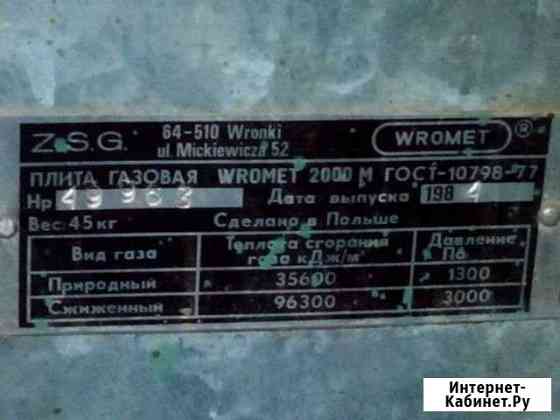 Z.S.G. 64-510 Wronki
ul. Mickiewicza 52
WROMET ®
ПЛИТА ГАЗОВАЯ WROMET 2000 М ГОСТ-10798-77
Нр 49963 Дата выпуска 1984
Вес: 45 кг Сделано в Польше
Вид газа Теплота сгорания газа кДж/м³ Давление Пб
Природный 35600 1300
Сжиженный 96300 3000
Интернет-
Кабинет.Ру